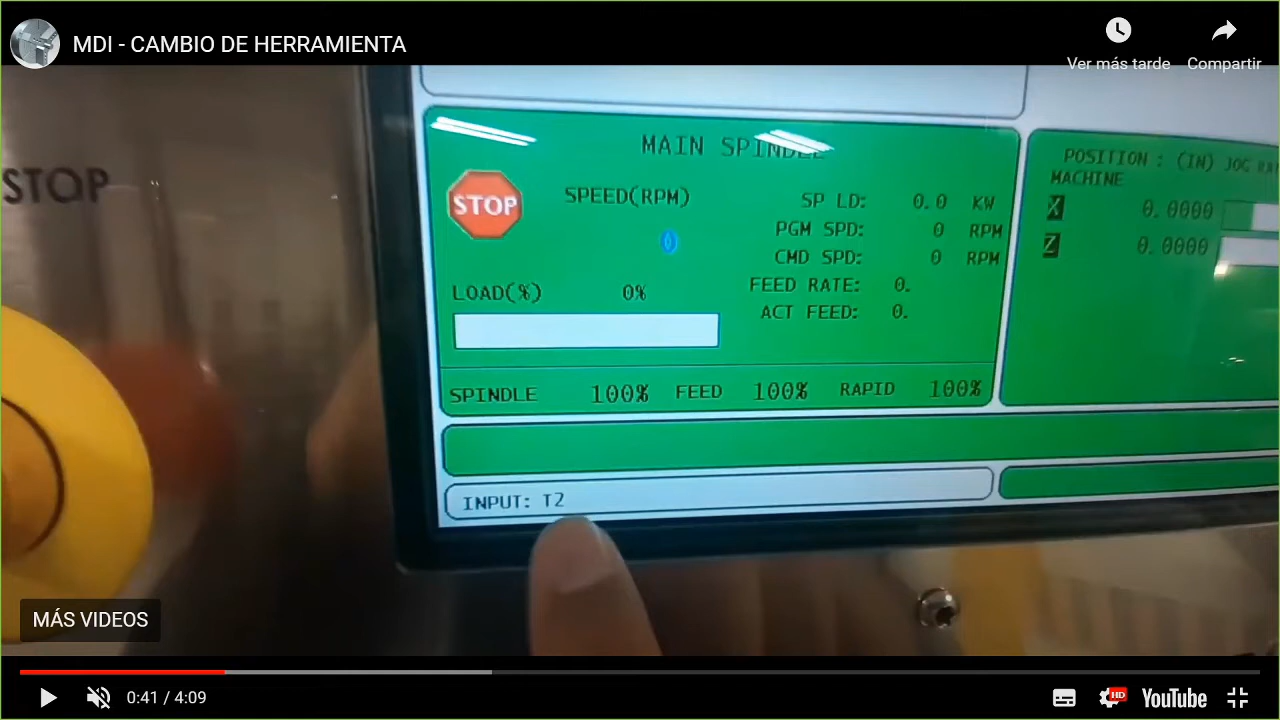 MDI - CAMBIO DE HERRAMIENTA
Ver más tarde
Compartir
STOP
MAIN SPINDLE
STOP
SPEED(RPM)
0
LOAD(%) 0%
SP LD: 0.0 KW
PGM SPD: 0 RPM
CMD SPD: 0 RPM
FEED RATE: 0.
ACT FEED: 0.
SPINDLE 100% FEED 100% RAPID 100%
POSITION : (IN) JOG
MACHINE
X 0.0000
Z 0.0000
INPUT: T2
MÁS VIDEOS
0:41 / 4:09
HD
YouTube